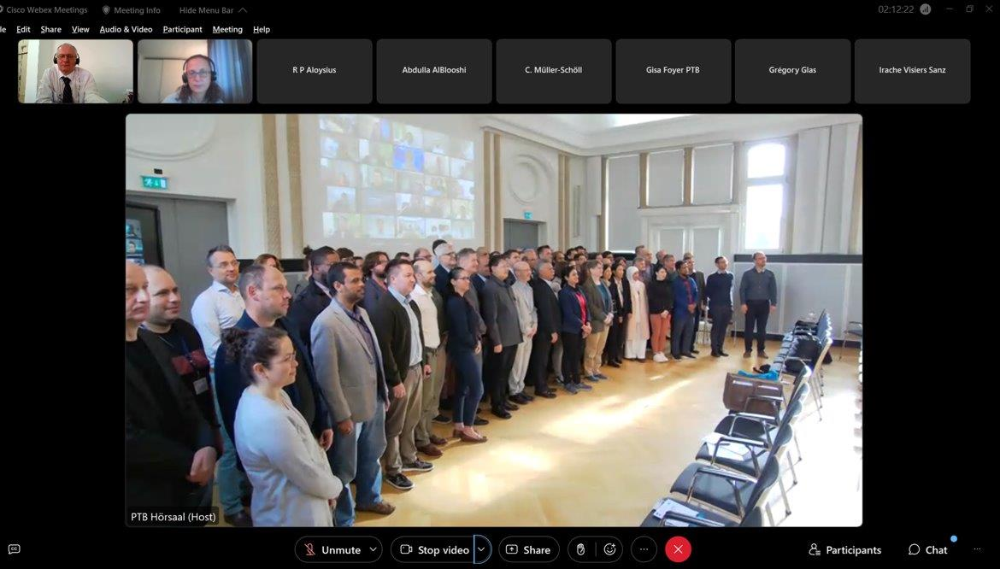 Cisco Webex Meetings Meeting Info Hide Menu Bar 02:12:22
le Edit Share View Audio & Video Participant Meeting Help
R P Aloysius
Abdulla AlBlooshi
C. Müller-Schöll
Gisa Foyer PTB
Grégory Glas
Irache Visiers Sanz
PTB Hörsaal (Host)
CC Unmute Stop video Share Participants Chat